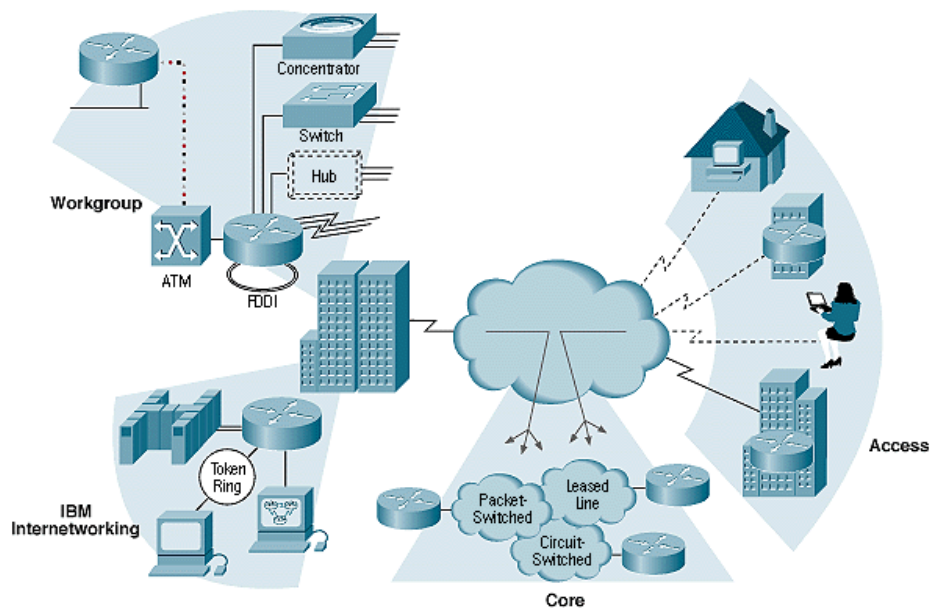 Concentrator
Switch
Hub
Workgroup
ATM
FDDI
Access
Token
Ring
IBM
Internetworking
Packet-
Switched
Leased
Line
Circuit-
Switched
Core